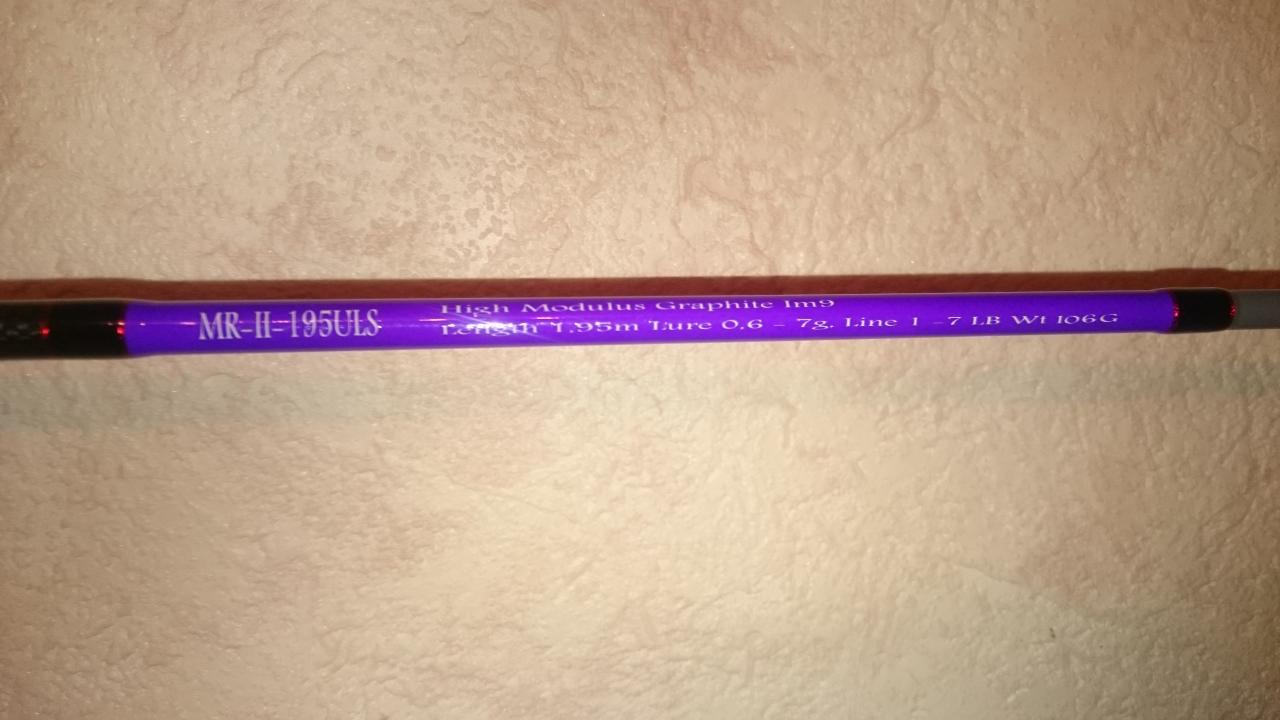 MR-II-195ULS
High Modulus Graphite Im9
Length 1.95m Lure 0.6 - 7g. Line 1 -7 LB Wt 106G